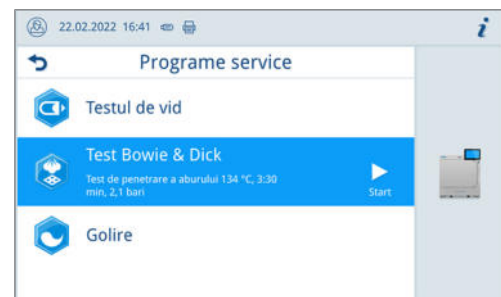 22.02.2022 16:41
Programe service
Testul de vid
Test Bowie & Dick
Test de penetrare a aburului 134 °C, 3:30
min, 2,1 bari
Start
Golire